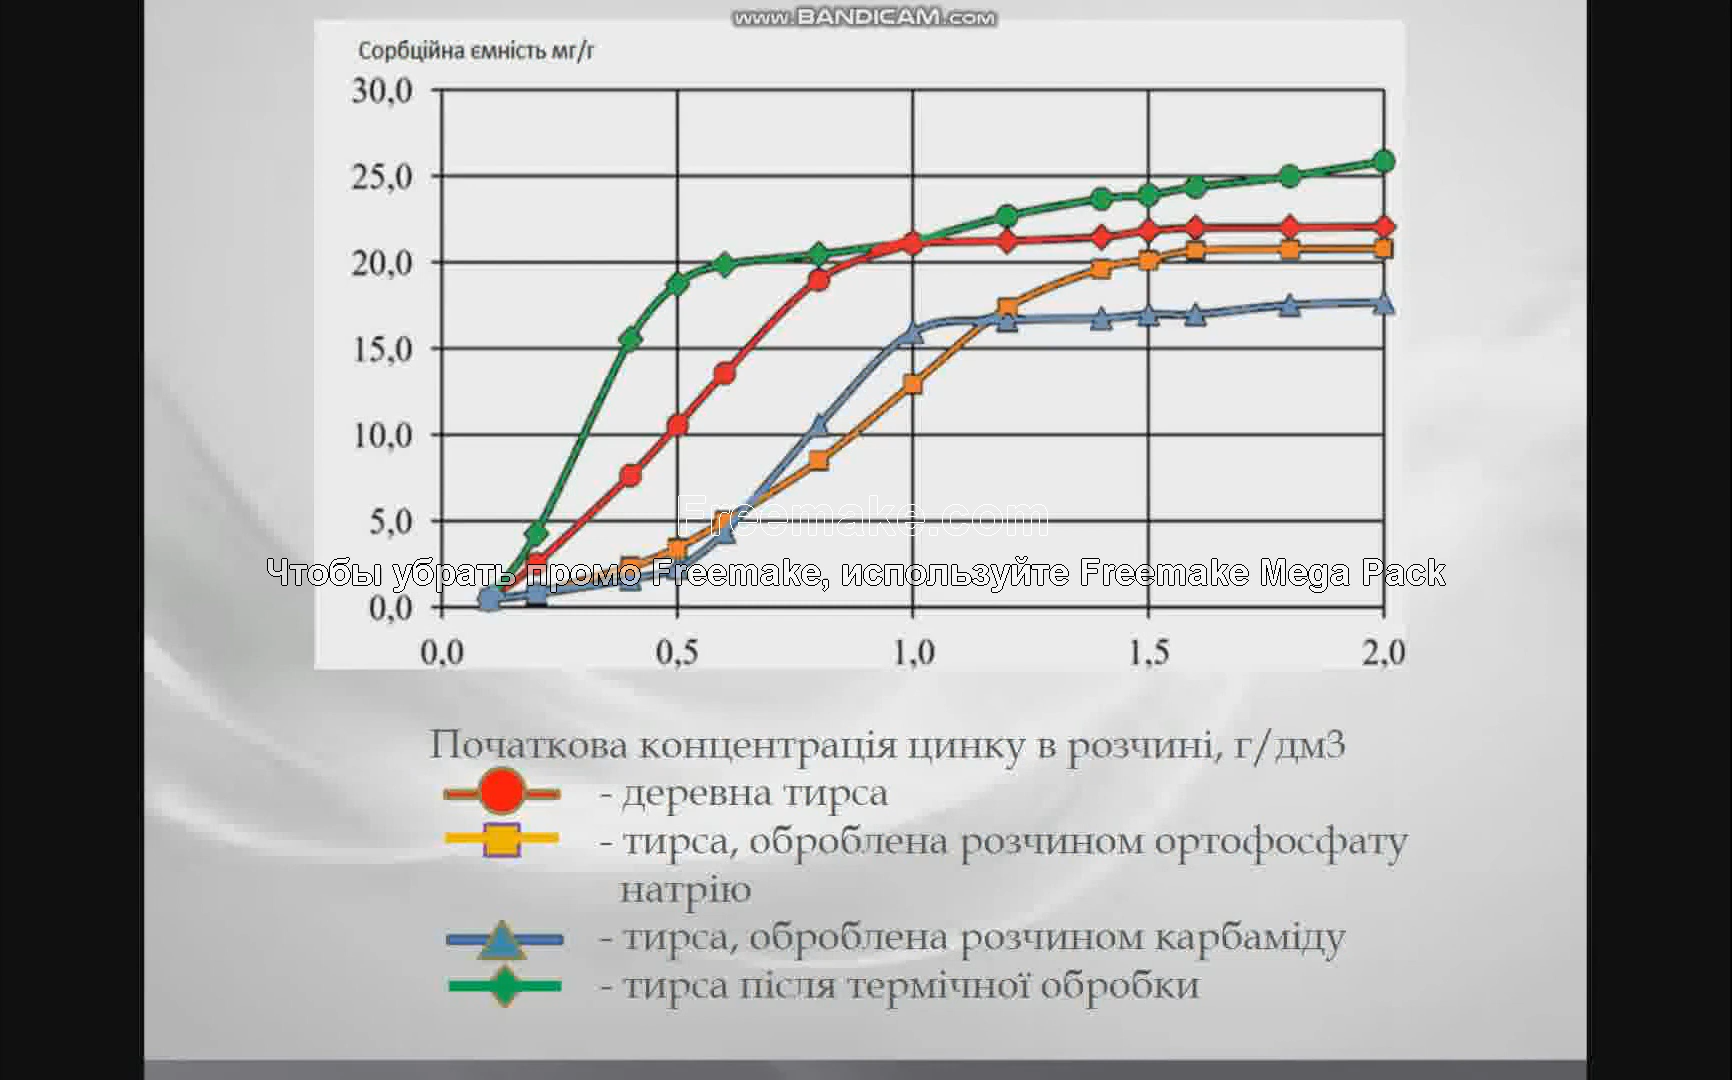 www.BANDICAM.com
Сорбційна ємність мг/г
30,0
25,0
20,0
15,0
10,0
5,0
0,0
0,0 0,5 1,0 1,5 2,0
Freemake.com
Чтобы убрать промо Freemake, используйте Freemake Mega Pack
Початкова концентрація цинку в розчині, г/дм3
- деревна тирса
- тирса, оброблена розчином ортофосфату
натрію
- тирса, оброблена розчином карбаміду
- тирса після термічної обробки